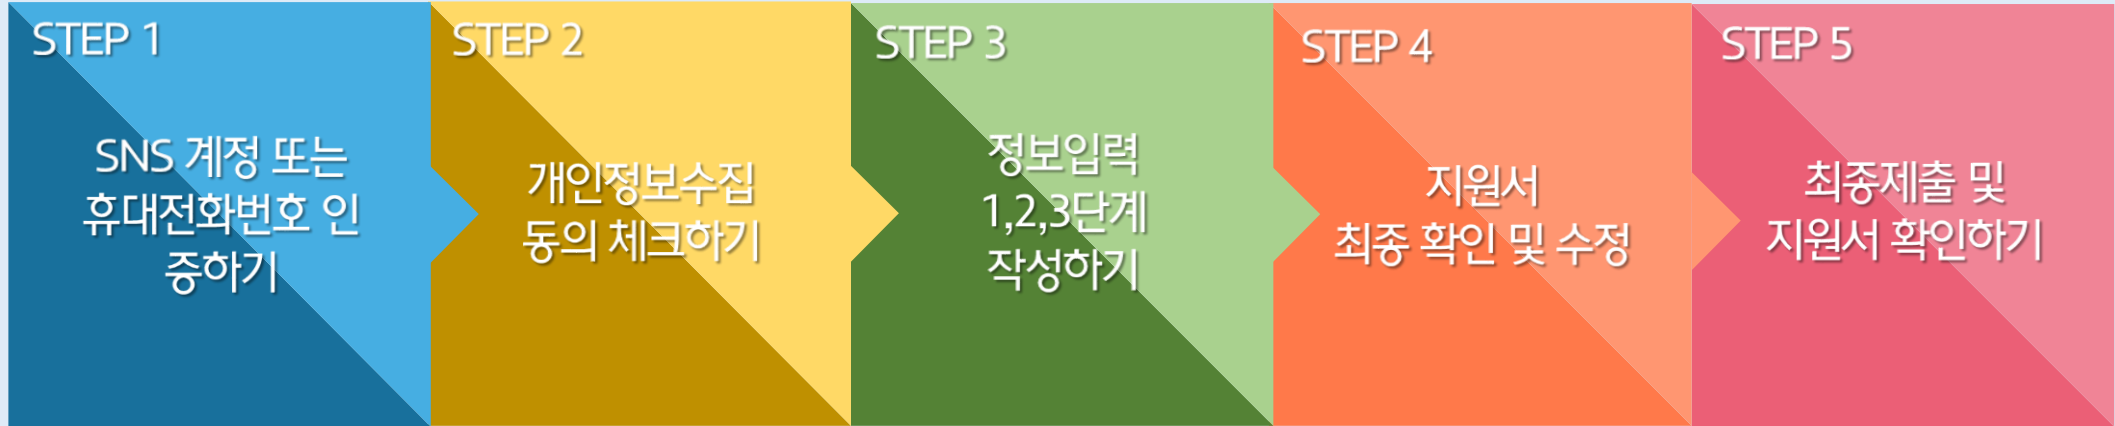 STEP 1
SNS 계정 또는
휴대전화번호 인
증하기
STEP 2
개인정보수집
동의 체크하기
STEP 3
정보입력
1,2,3단계
작성하기
STEP 4
지원서
최종 확인 및 수정
STEP 5
최종제출 및
지원서 확인하기